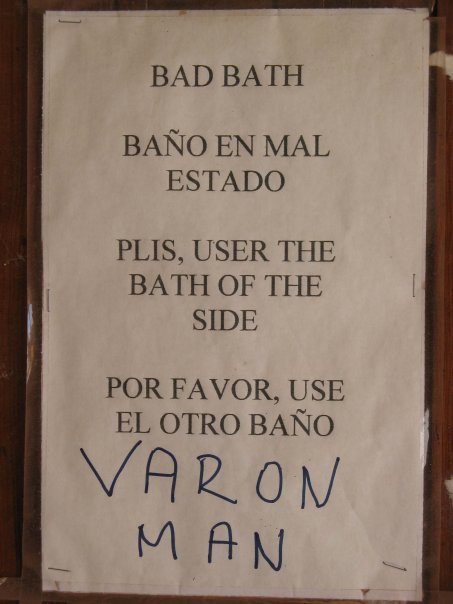 BAD BATH
BAÑO EN MAL
ESTADO
PLIS, USER THE
BATH OF THE
SIDE
POR FAVOR, USE
EL OTRO BAÑO
VARON
MAN